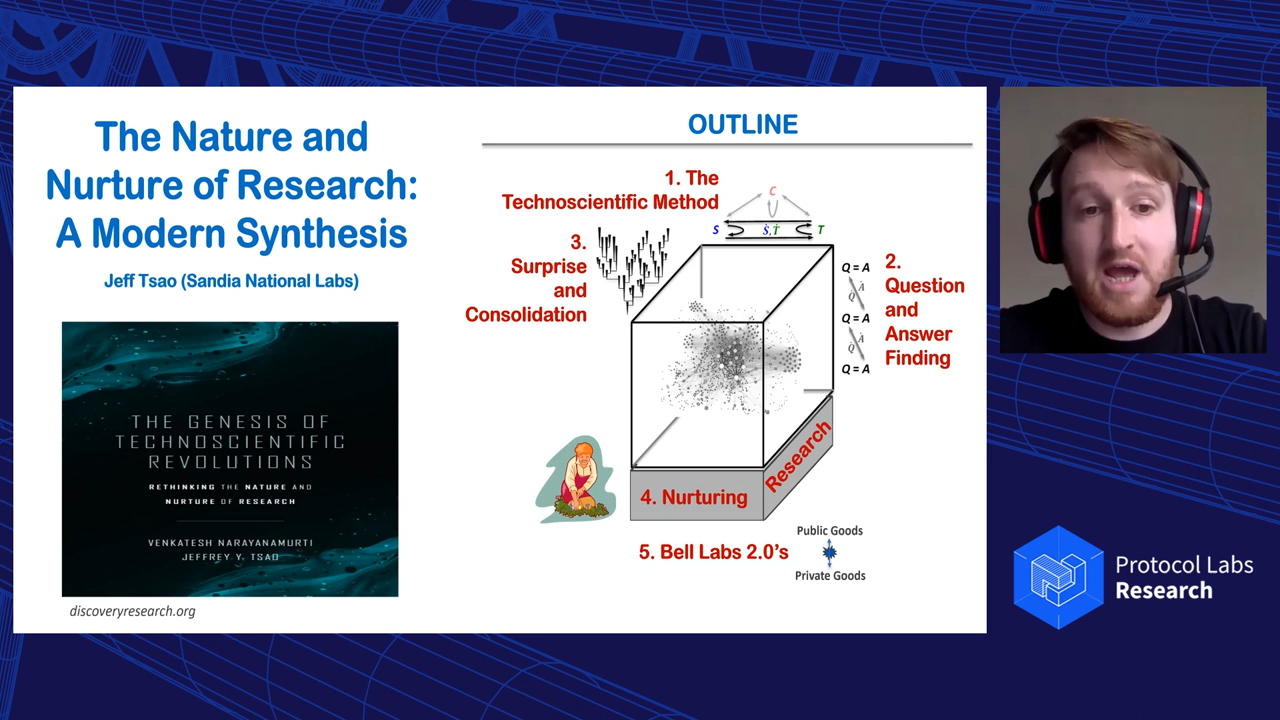 The Nature and
Nurture of Research:
A Modern Synthesis
Jeff Tsao (Sandia National Labs)
THE GENESIS OF
TECHNOSCIENTIFIC
REVOLUTIONS
RETHINKING THE NATURE AND
NURTURE OF RESEARCH
VENKATESH NARAYANAMURTI
JEFFREY Y. TSAO
discoveryresearch.org
OUTLINE
1. The
Technoscientific Method
C
S
Ṡ,Ṫ
T
3.
Surprise
and
Consolidation
2.
Question
and
Answer
Finding
Q = A
Q̇ Ȧ
Q = A
Q̇ Ȧ
Q = A
4. Nurturing
Research
5. Bell Labs 2.0's
Public Goods
Private Goods
Protocol Labs
Research